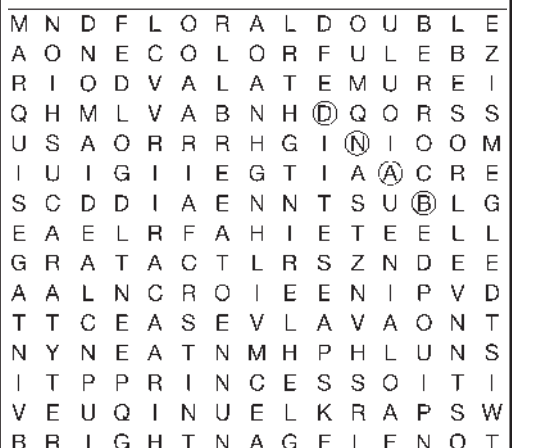 M N D F L O R A L D O U B L E
A O N E C O L O R F U L E B Z
R I O D V A L A T E M U R E I
Q H M L V A B N H D Q O R S S
U S A O R R R H G I N I O O M
I U I G I I E G T I A A C R E
S C D D I A E N N T S U B L G
E A E L R F A H I E T E E L L
G R A T A C T L R S Z N D E E
A A L N C R O I E E N I P V D
T T C E A S E V L A V A O N T
N Y N E A T N M H P H L U N S
I T P P R I N C E S S O I T I
V E U Q I N U E L K R A P S W
B R I G H T N A G E L E N O T